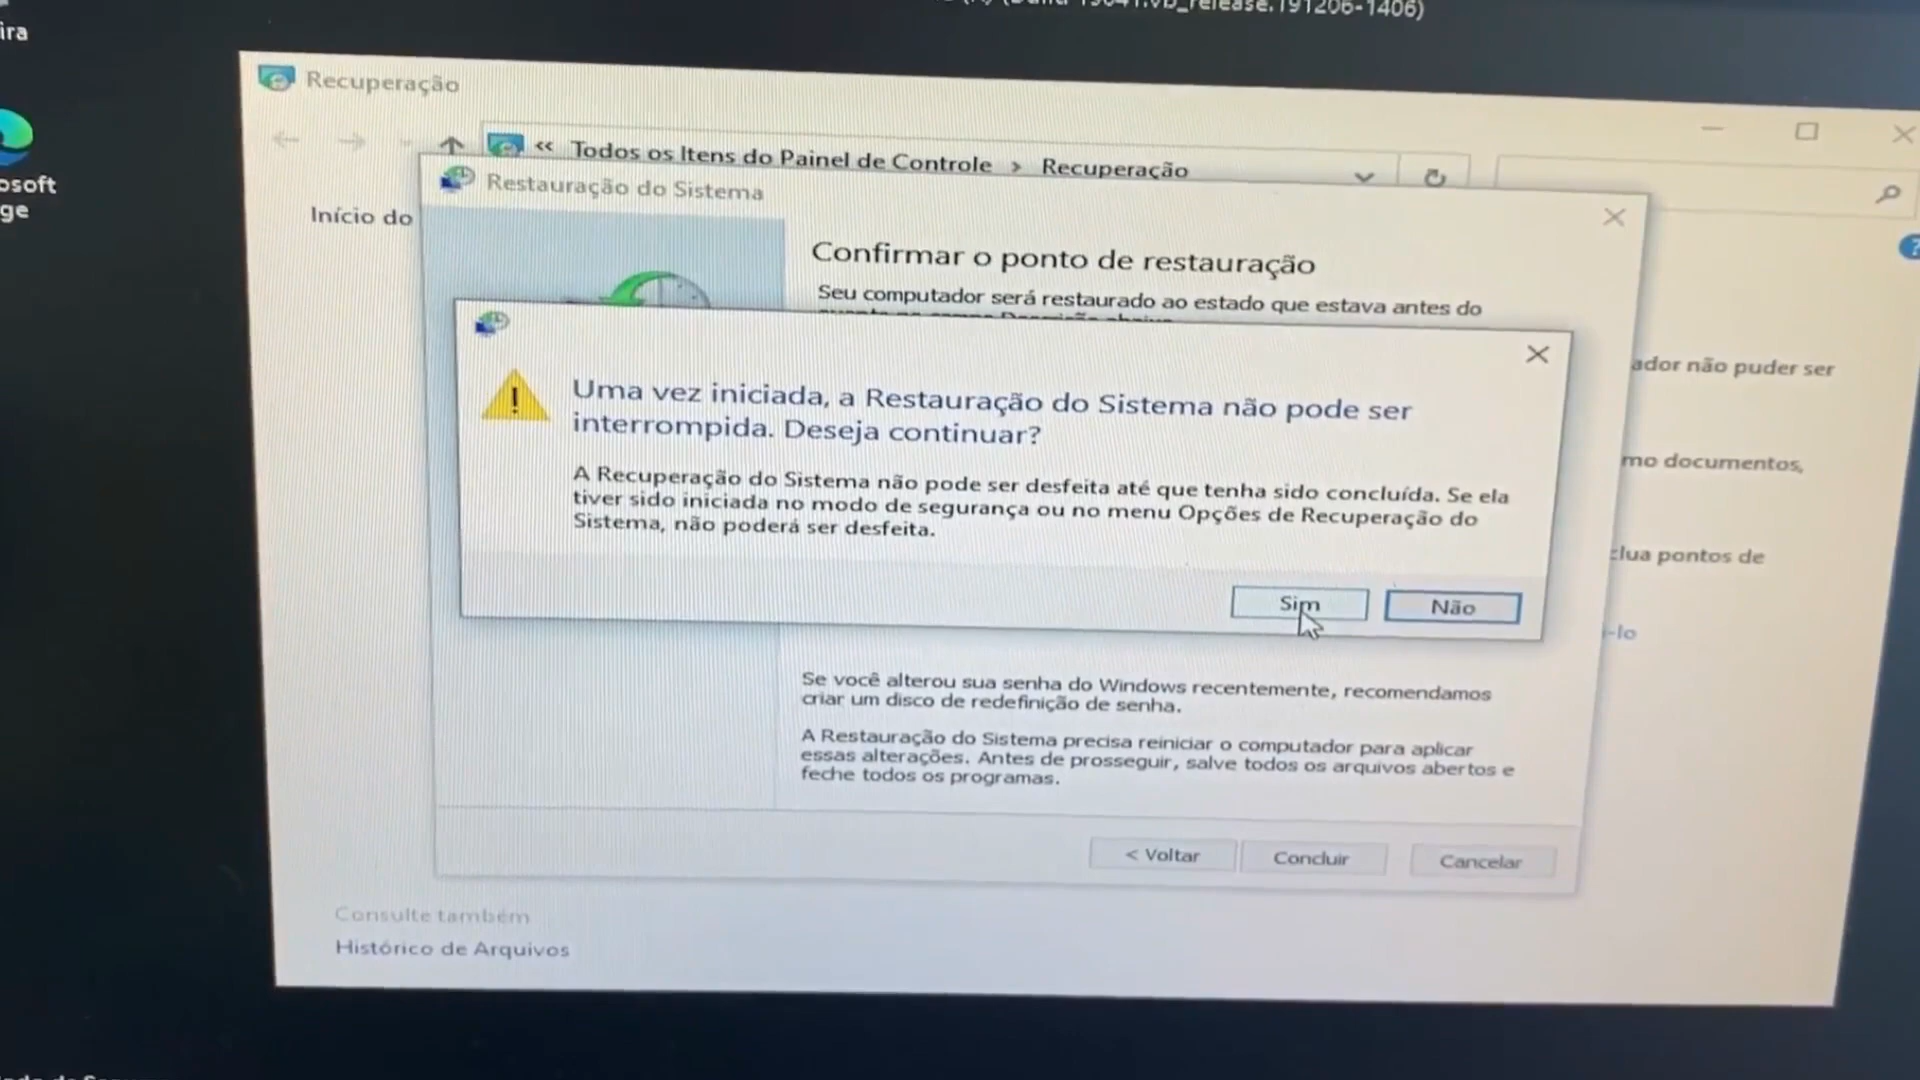 release.191206-1406)
Recuperação
« Todos os Itens do Painel de Controle › Recuperação
Restauração do Sistema
Início do
Confirmar o ponto de restauração
Seu computador será restaurado ao estado que estava antes do
Uma vez iniciada, a Restauração do Sistema não pode ser
interrompida. Deseja continuar?
A Recuperação do Sistema não pode ser desfeita até que tenha sido concluída. Se ela
tiver sido iniciada no modo de segurança ou no menu Opções de Recuperação do
Sistema, não poderá ser desfeita.
Sim
Não
ador não puder ser
mo documentos,
clua pontos de
-lo
Se você alterou sua senha do Windows recentemente, recomendamos
criar um disco de redefinição de senha.
A Restauração do Sistema precisa reiniciar o computador para aplicar
essas alterações. Antes de prosseguir, salve todos os arquivos abertos e
feche todos os programas.
< Voltar
Concluir
Cancelar
Consulte também
Histórico de Arquivos
ira
osoft
ge